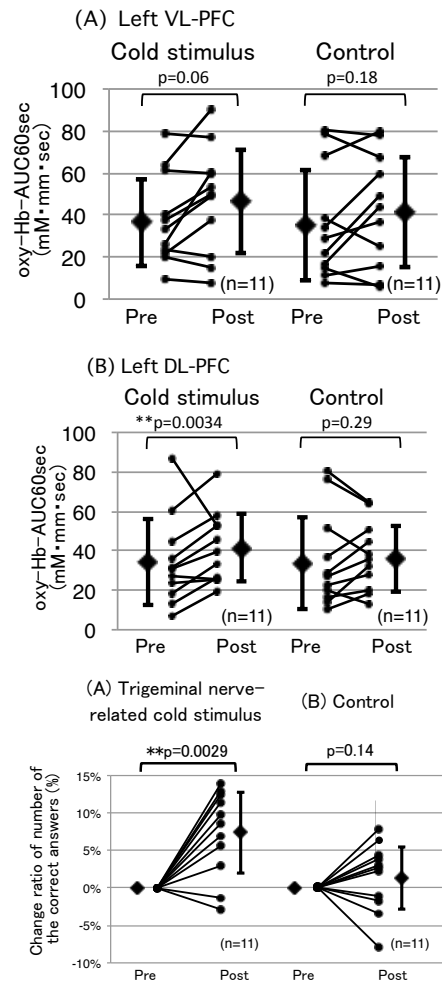 (A) Left VL-PFC
Cold stimulus Control
p=0.06 p=0.18
oxy-Hb-AUC60sec
(mM・mm・sec)
100
80
60
40
20
0
(n=11) (n=11)
Pre Post Pre Post
(B) Left DL-PFC
Cold stimulus Control
**p=0.0034 p=0.29
oxy-Hb-AUC60sec
(mM・mm・sec)
100
80
60
40
20
0
(n=11) (n=11)
Pre Post Pre Post
(A) Trigeminal nerve-
related cold stimulus
(B) Control
**p=0.0029 p=0.14
Change ratio of number of
the correct answers (%)
15%
10%
5%
0%
-5%
-10%
(n=11) (n=11)
Pre Post Pre Post